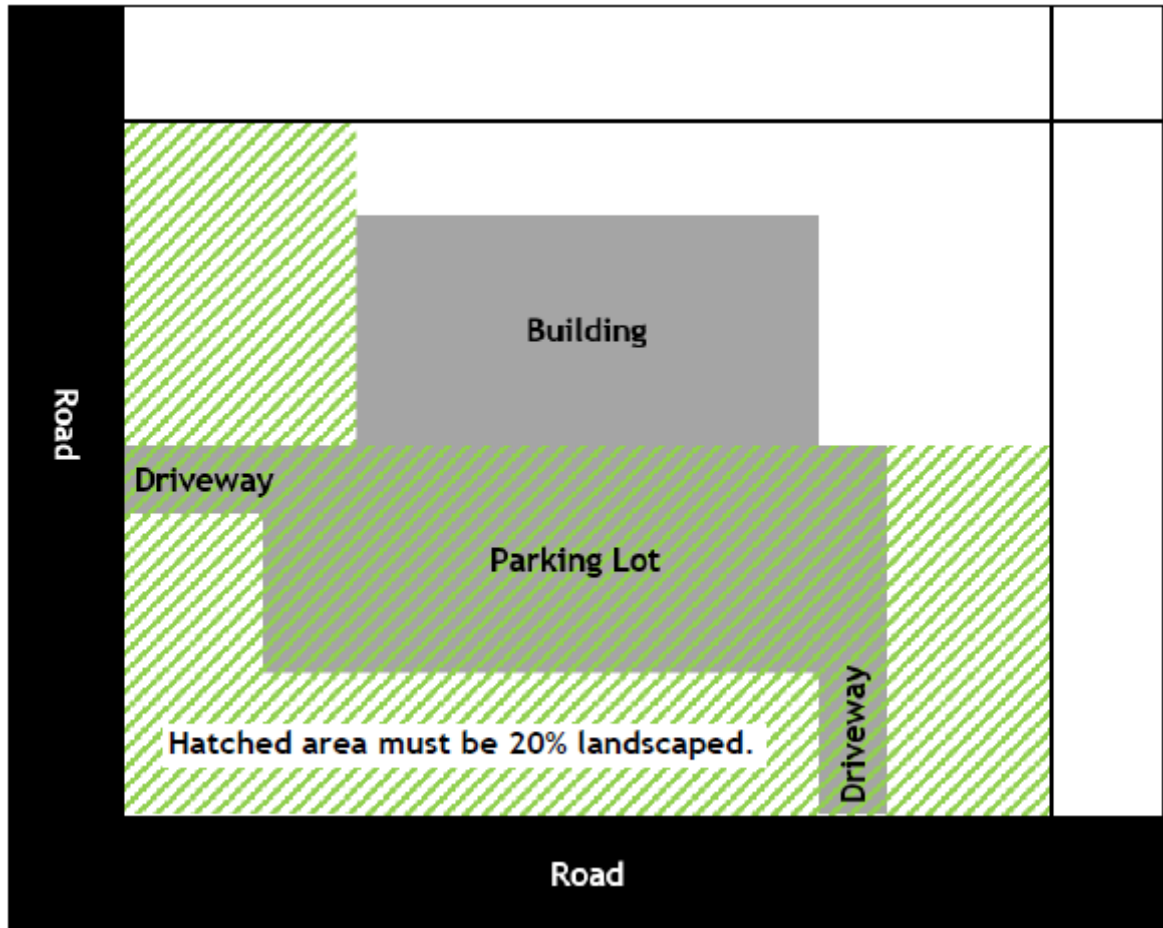 Building
Road
Driveway
Parking Lot
Driveway
Hatched area must be 20% landscaped.
Road